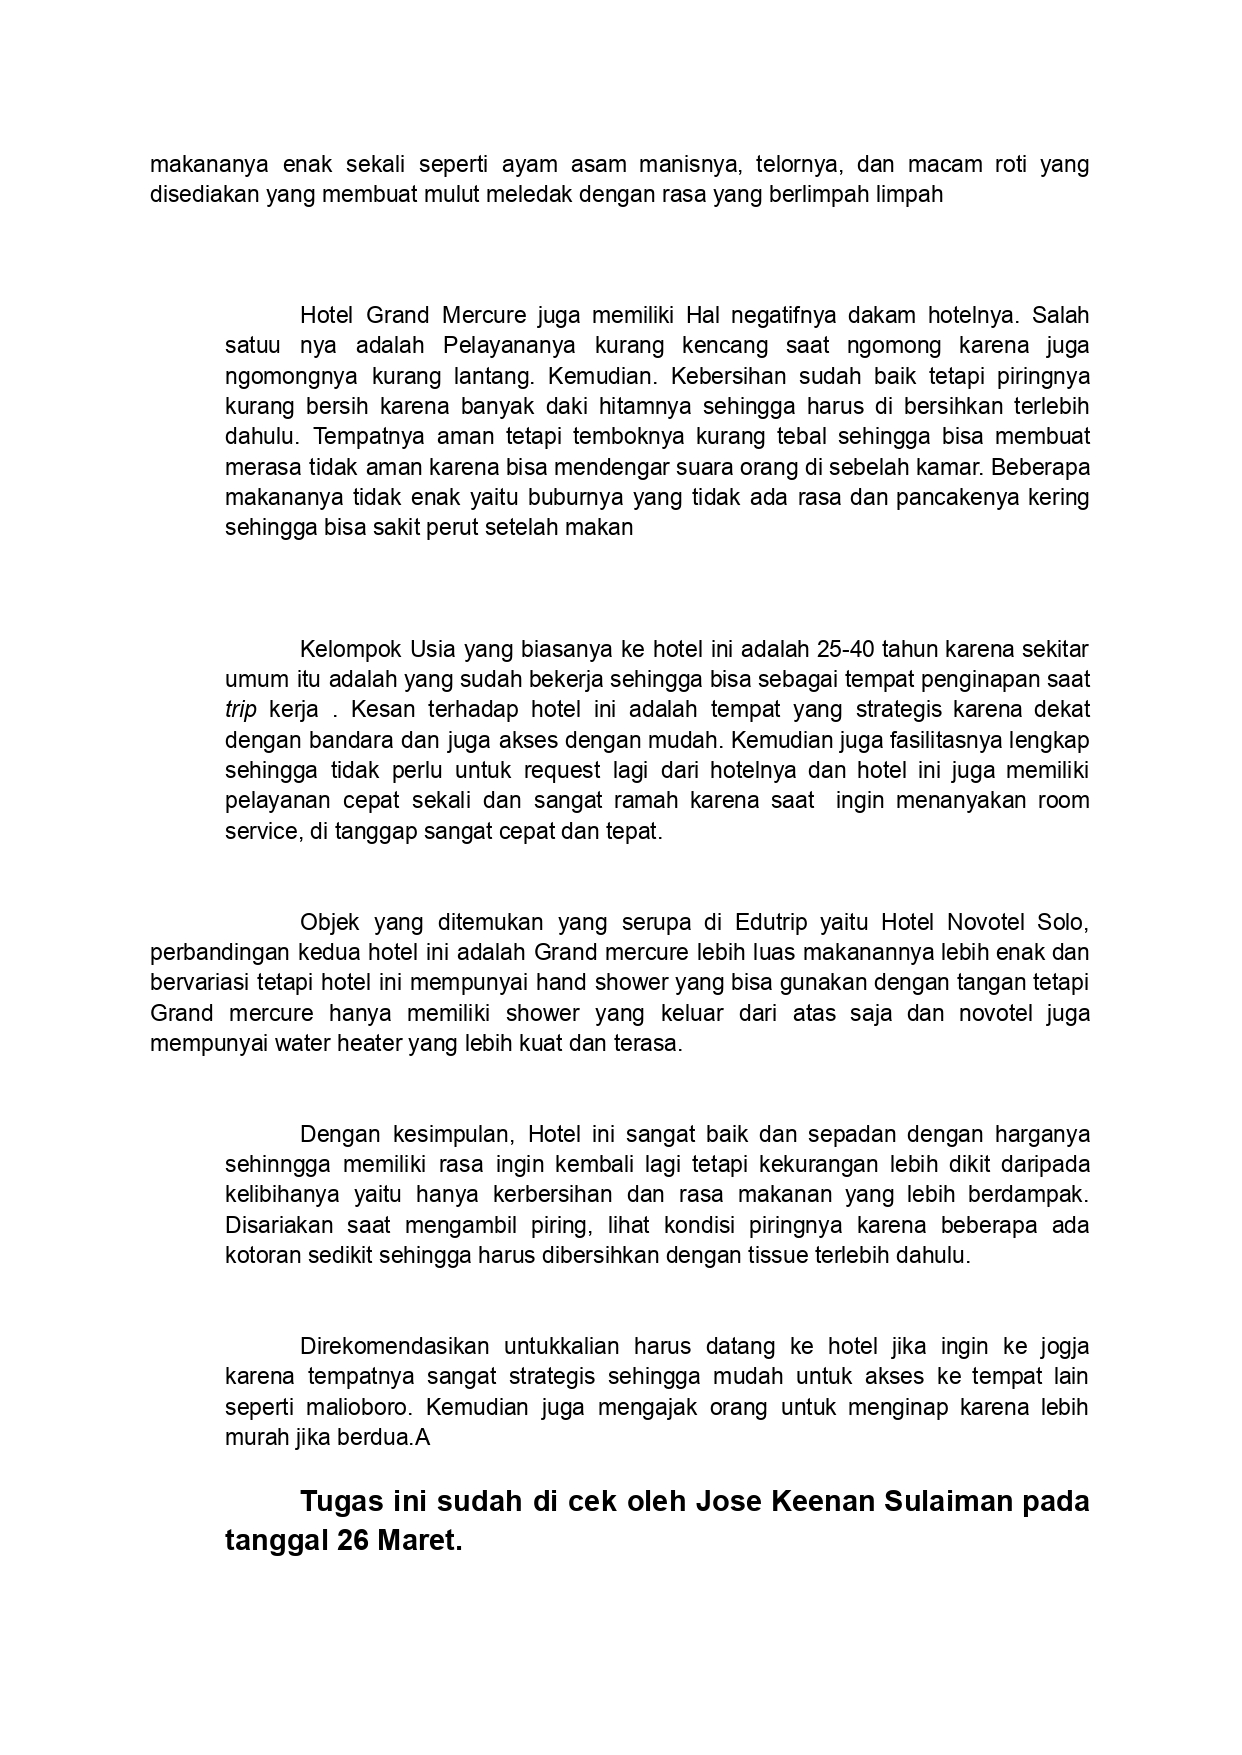 makananya enak sekali seperti ayam asam manisnya, telornya, dan macam roti yang
disediakan yang membuat mulut meledak dengan rasa yang berlimpah limpah
Hotel Grand Mercure juga memiliki Hal negatifnya dakam hotelnya. Salah
satuu nya adalah Pelayananya kurang kencang saat ngomong karena juga
ngomongnya kurang lantang. Kemudian. Kebersihan sudah baik tetapi piringnya
kurang bersih karena banyak daki hitamnya sehingga harus di bersihkan terlebih
dahulu. Tempatnya aman tetapi temboknya kurang tebal sehingga bisa membuat
merasa tidak aman karena bisa mendengar suara orang di sebelah kamar. Beberapa
makananya tidak enak yaitu buburnya yang tidak ada rasa dan pancakenya kering
sehingga bisa sakit perut setelah makan
Kelompok Usia yang biasanya ke hotel ini adalah 25-40 tahun karena sekitar
umum itu adalah yang sudah bekerja sehingga bisa sebagai tempat penginapan saat
trip kerja . Kesan terhadap hotel ini adalah tempat yang strategis karena dekat
dengan bandara dan juga akses dengan mudah. Kemudian juga fasilitasnya lengkap
sehingga tidak perlu untuk request lagi dari hotelnya dan hotel ini juga memiliki
pelayanan cepat sekali dan sangat ramah karena saat ingin menanyakan room
service, di tanggap sangat cepat dan tepat.
Objek yang ditemukan yang serupa di Edutrip yaitu Hotel Novotel Solo,
perbandingan kedua hotel ini adalah Grand mercure lebih luas makanannya lebih enak dan
bervariasi tetapi hotel ini mempunyai hand shower yang bisa gunakan dengan tangan tetapi
Grand mercure hanya memiliki shower yang keluar dari atas saja dan novotel juga
mempunyai water heater yang lebih kuat dan terasa.
Dengan kesimpulan, Hotel ini sangat baik dan sepadan dengan harganya
sehinngga memiliki rasa ingin kembali lagi tetapi kekurangan lebih dikit daripada
kelibihanya yaitu hanya kerbersihan dan rasa makanan yang lebih berdampak.
Disariakan saat mengambil piring, lihat kondisi piringnya karena beberapa ada
kotoran sedikit sehingga harus dibersihkan dengan tissue terlebih dahulu.
Direkomendasikan untukkalian harus datang ke hotel jika ingin ke jogja
karena tempatnya sangat strategis sehingga mudah untuk akses ke tempat lain
seperti malioboro. Kemudian juga mengajak orang untuk menginap karena lebih
murah jika berdua.A
Tugas ini sudah di cek oleh Jose Keenan Sulaiman pada
tanggal 26 Maret.